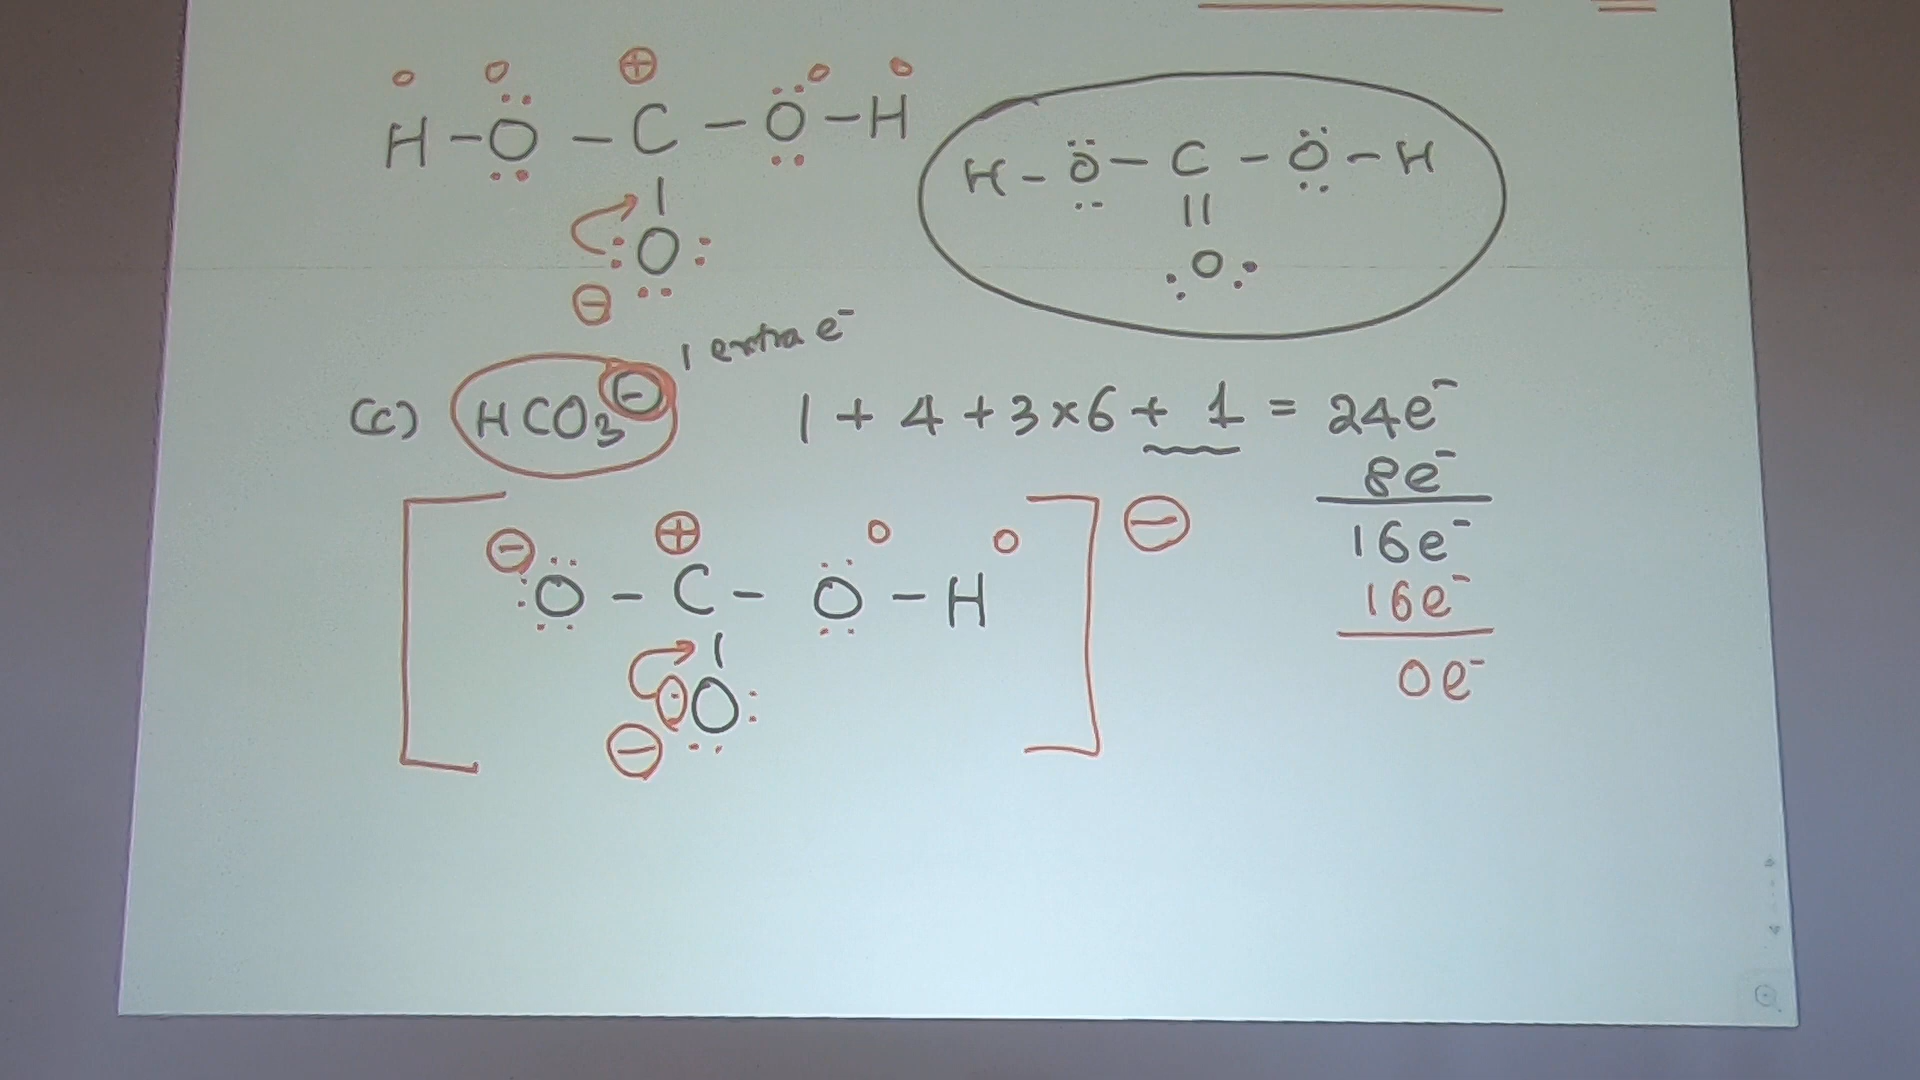 o o ⊕ o o
H - Ö - C - Ö - H
|
:O:
⊖ ..
H - Ö - C - Ö - H
||
O
1 extra e⁻
(c) HCO₃⊖ 1 + 4 + 3×6 + 1 = 24e⁻
8e⁻
16e⁻
16e⁻
0e⁻
⊖ ⊕ o o ⊖
[ :Ö - C - Ö - H ]
|
:O:
⊖ ..